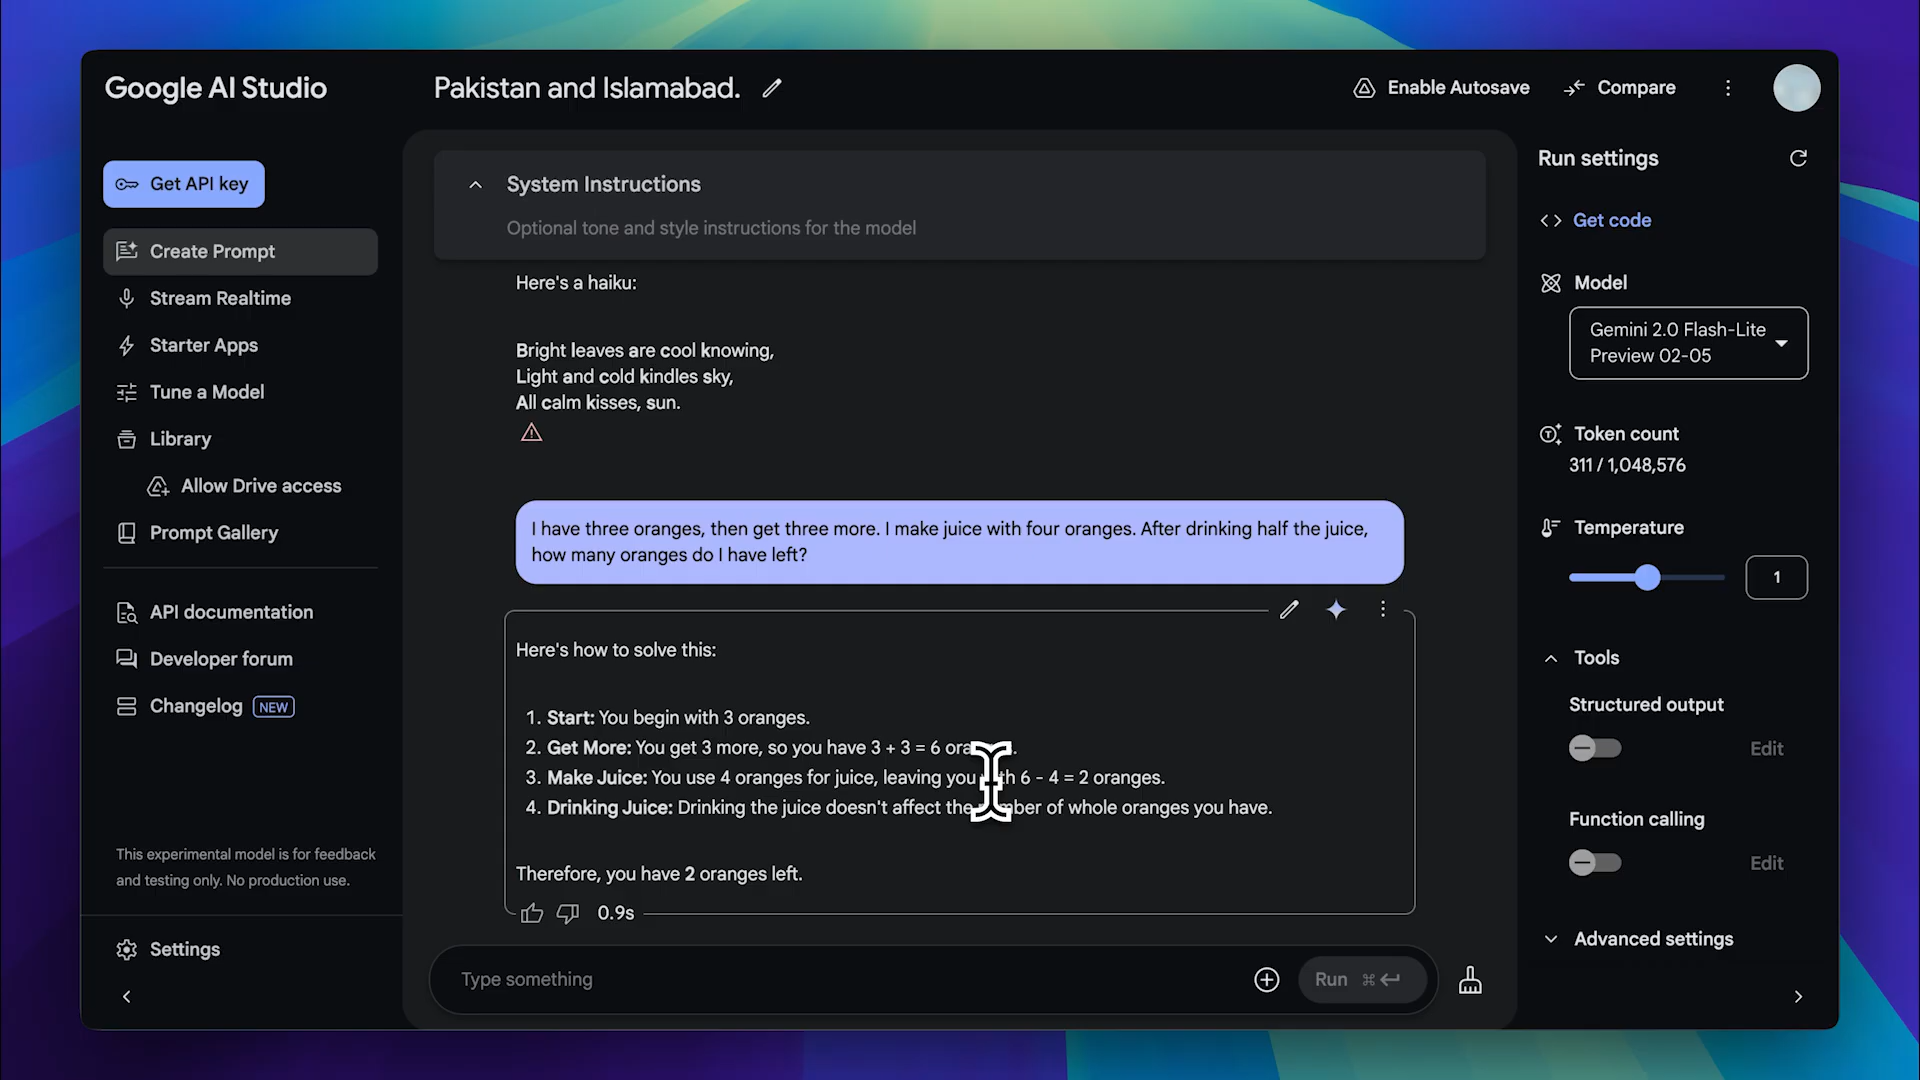 Google AI Studio
Pakistan and Islamabad.
Enable Autosave
Compare
Get API key
Create Prompt
Stream Realtime
Starter Apps
Tune a Model
Library
Allow Drive access
Prompt Gallery
API documentation
Developer forum
Changelog NEW
This experimental model is for feedback
and testing only. No production use.
Settings
System Instructions
Optional tone and style instructions for the model
Here's a haiku:
Bright leaves are cool knowing,
Light and cold kindles sky,
All calm kisses, sun.
I have three oranges, then get three more. I make juice with four oranges. After drinking half the juice,
how many oranges do I have left?
Here's how to solve this:
1. Start: You begin with 3 oranges.
2. Get More: You get 3 more, so you have 3 + 3 = 6
3. Make Juice: You use 4 oranges for juice, leaving you 6 - 4 = 2 oranges.
4. Drinking Juice: Drinking the juice doesn't affect the of whole oranges you have.
Therefore, you have 2 oranges left.
0.9s
Type something
Run ⌘ ↵
Run settings
Get code
Model
Gemini 2.0 Flash-Lite
Preview 02-05
Token count
311 / 1,048,576
Temperature
1
Tools
Structured output
Edit
Function calling
Edit
Advanced settings